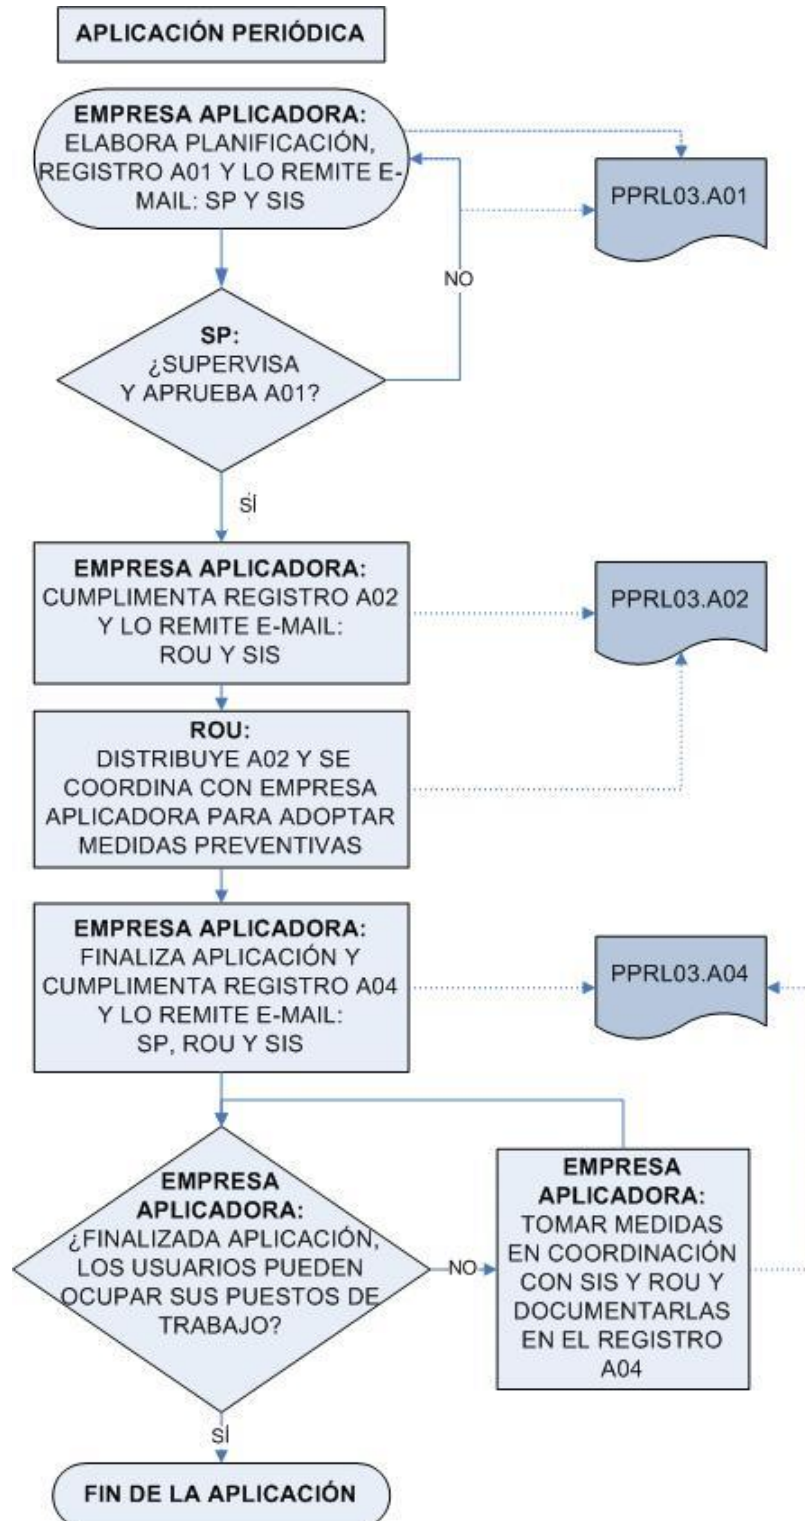 APLICACIÓN PERIÓDICA
EMPRESA APLICADORA:
ELABORA PLANIFICACIÓN,
REGISTRO A01 Y LO REMITE E-
MAIL: SP Y SIS
PPRL03.A01
NO
SP:
¿SUPERVISA
Y APRUEBA A01?
SÍ
EMPRESA APLICADORA:
CUMPLIMENTA REGISTRO A02
Y LO REMITE E-MAIL:
ROU Y SIS
PPRL03.A02
ROU:
DISTRIBUYE A02 Y SE
COORDINA CON EMPRESA
APLICADORA PARA ADOPTAR
MEDIDAS PREVENTIVAS
EMPRESA APLICADORA:
FINALIZA APLICACIÓN Y
CUMPLIMENTA REGISTRO A04
Y LO REMITE E-MAIL:
SP, ROU Y SIS
PPRL03.A04
EMPRESA
APLICADORA:
¿FINALIZADA APLICACIÓN,
LOS USUARIOS PUEDEN
OCUPAR SUS PUESTOS DE
TRABAJO?
NO
EMPRESA
APLICADORA:
TOMAR MEDIDAS
EN COORDINACIÓN
CON SIS Y ROU Y
DOCUMENTARLAS
EN EL REGISTRO
A04
SÍ
FIN DE LA APLICACIÓN